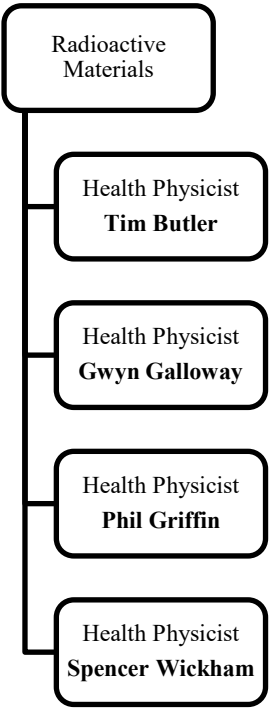 Radioactive
Materials
Health Physicist
Tim Butler
Health Physicist
Gwyn Galloway
Health Physicist
Phil Griffin
Health Physicist
Spencer Wickham